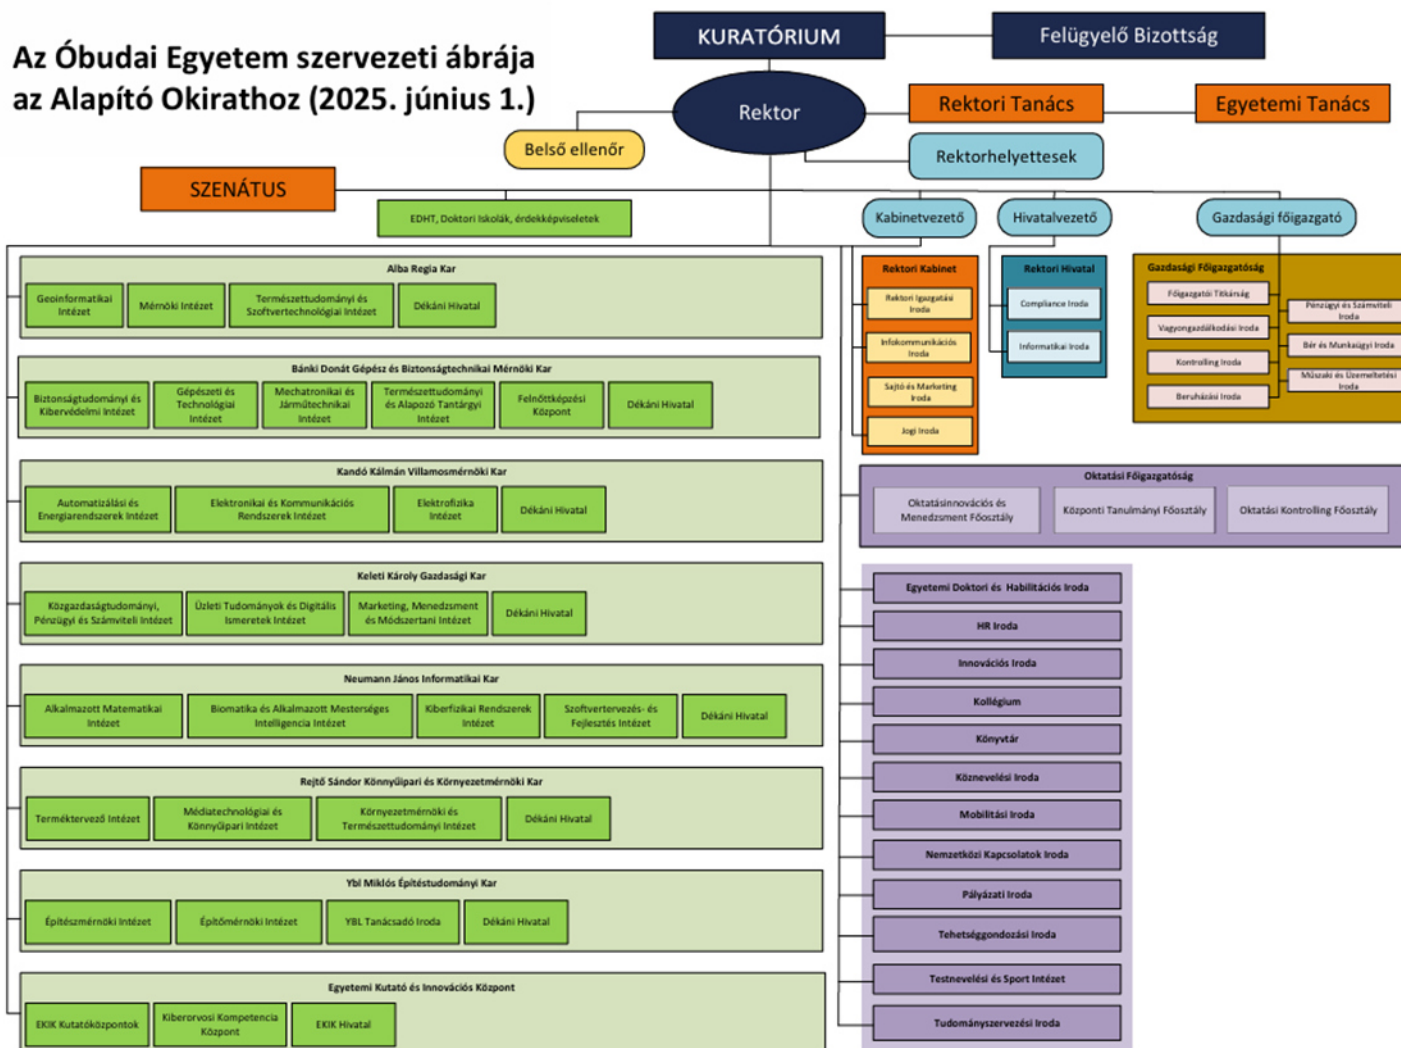 Az Óbudai Egyetem szervezeti ábrája
az Alapító Okirathoz (2025. június 1.)
KURATÓRIUM
Felügyelő Bizottság
Rektor
Rektori Tanács
Egyetemi Tanács
Belső ellenőr
Rektorhelyettesek
SZENÁTUS
EDHT, Doktori Iskolák, érdekképviseletek
Kabinetvezető
Hivatalvezető
Gazdasági főigazgató
Alba Regia Kar
Geoinformatikai
Intézet
Mérnöki Intézet
Természettudományi és
Szoftvertechnológiai Intézet
Dékáni Hivatal
Bánki Donát Gépész és Biztonságtechnikai Mérnöki Kar
Biztonságtudományi és
Kibervédelmi Intézet
Gépészeti és
Technológiai
Intézet
Mechatronikai és
Járműtechnikai
Intézet
Természettudományi
és Alapozó Tantárgyi
Intézet
Felnőttképzési
Központ
Dékáni Hivatal
Kandó Kálmán Villamosmérnöki Kar
Automatizálási és
Energiarendszerek Intézet
Elektronikai és Kommunikációs
Rendszerek Intézet
Elektrofizika
Intézet
Dékáni Hivatal
Keleti Károly Gazdasági Kar
Közgazdaságtudományi,
Pénzügyi és Számviteli Intézet
Üzleti Tudományok és Digitális
Ismeretek Intézet
Marketing, Menedzsment
és Módszertani Intézet
Dékáni Hivatal
Neumann János Informatikai Kar
Alkalmazott Matematikai
Intézet
Biomatika és Alkalmazott Mesterséges
Intelligencia Intézet
Kiberfizikai Rendszerek
Intézet
Szoftvertervezés- és
Fejlesztés Intézet
Dékáni Hivatal
Rejtő Sándor Könnyűipari és Környezetmérnöki Kar
Terméktervező Intézet
Médiatechnológiai és
Könnyűipari Intézet
Környezetmérnöki és
Természettudományi Intézet
Dékáni Hivatal
Ybl Miklós Építéstudományi Kar
Építészmérnöki Intézet
Építőmérnöki Intézet
YBL Tanácsadó Iroda
Dékáni Hivatal
Egyetemi Kutató és Innovációs Központ
EKIK Kutatóközpontok
Kiberorvosi Kompetencia
Központ
EKIK Hivatal
Rektori Kabinet
Rektori Igazgatási
Iroda
Infokommunikációs
Iroda
Sajtó és Marketing
Iroda
Jogi Iroda
Rektori Hivatal
Compliance Iroda
Informatikai Iroda
Gazdasági Főigazgatóság
Főigazgatói Titkárság
Vagyongazdálkodási Iroda
Kontrolling Iroda
Beruházási Iroda
Pénzügyi és Számviteli
Iroda
Bér és Munkaügyi Iroda
Műszaki és Üzemeltetési
Iroda
Oktatási Főigazgatóság
Oktatásinnovációs és
Menedzsment Főosztály
Központi Tanulmányi Főosztály
Oktatási Kontrolling Főosztály
Egyetemi Doktori és Habilitációs Iroda
HR Iroda
Innovációs Iroda
Kollégium
Könyvtár
Köznevelési Iroda
Mobilitási Iroda
Nemzetközi Kapcsolatok Iroda
Pályázati Iroda
Tehetséggondozási Iroda
Testnevelési és Sport Intézet
Tudományszervezési Iroda